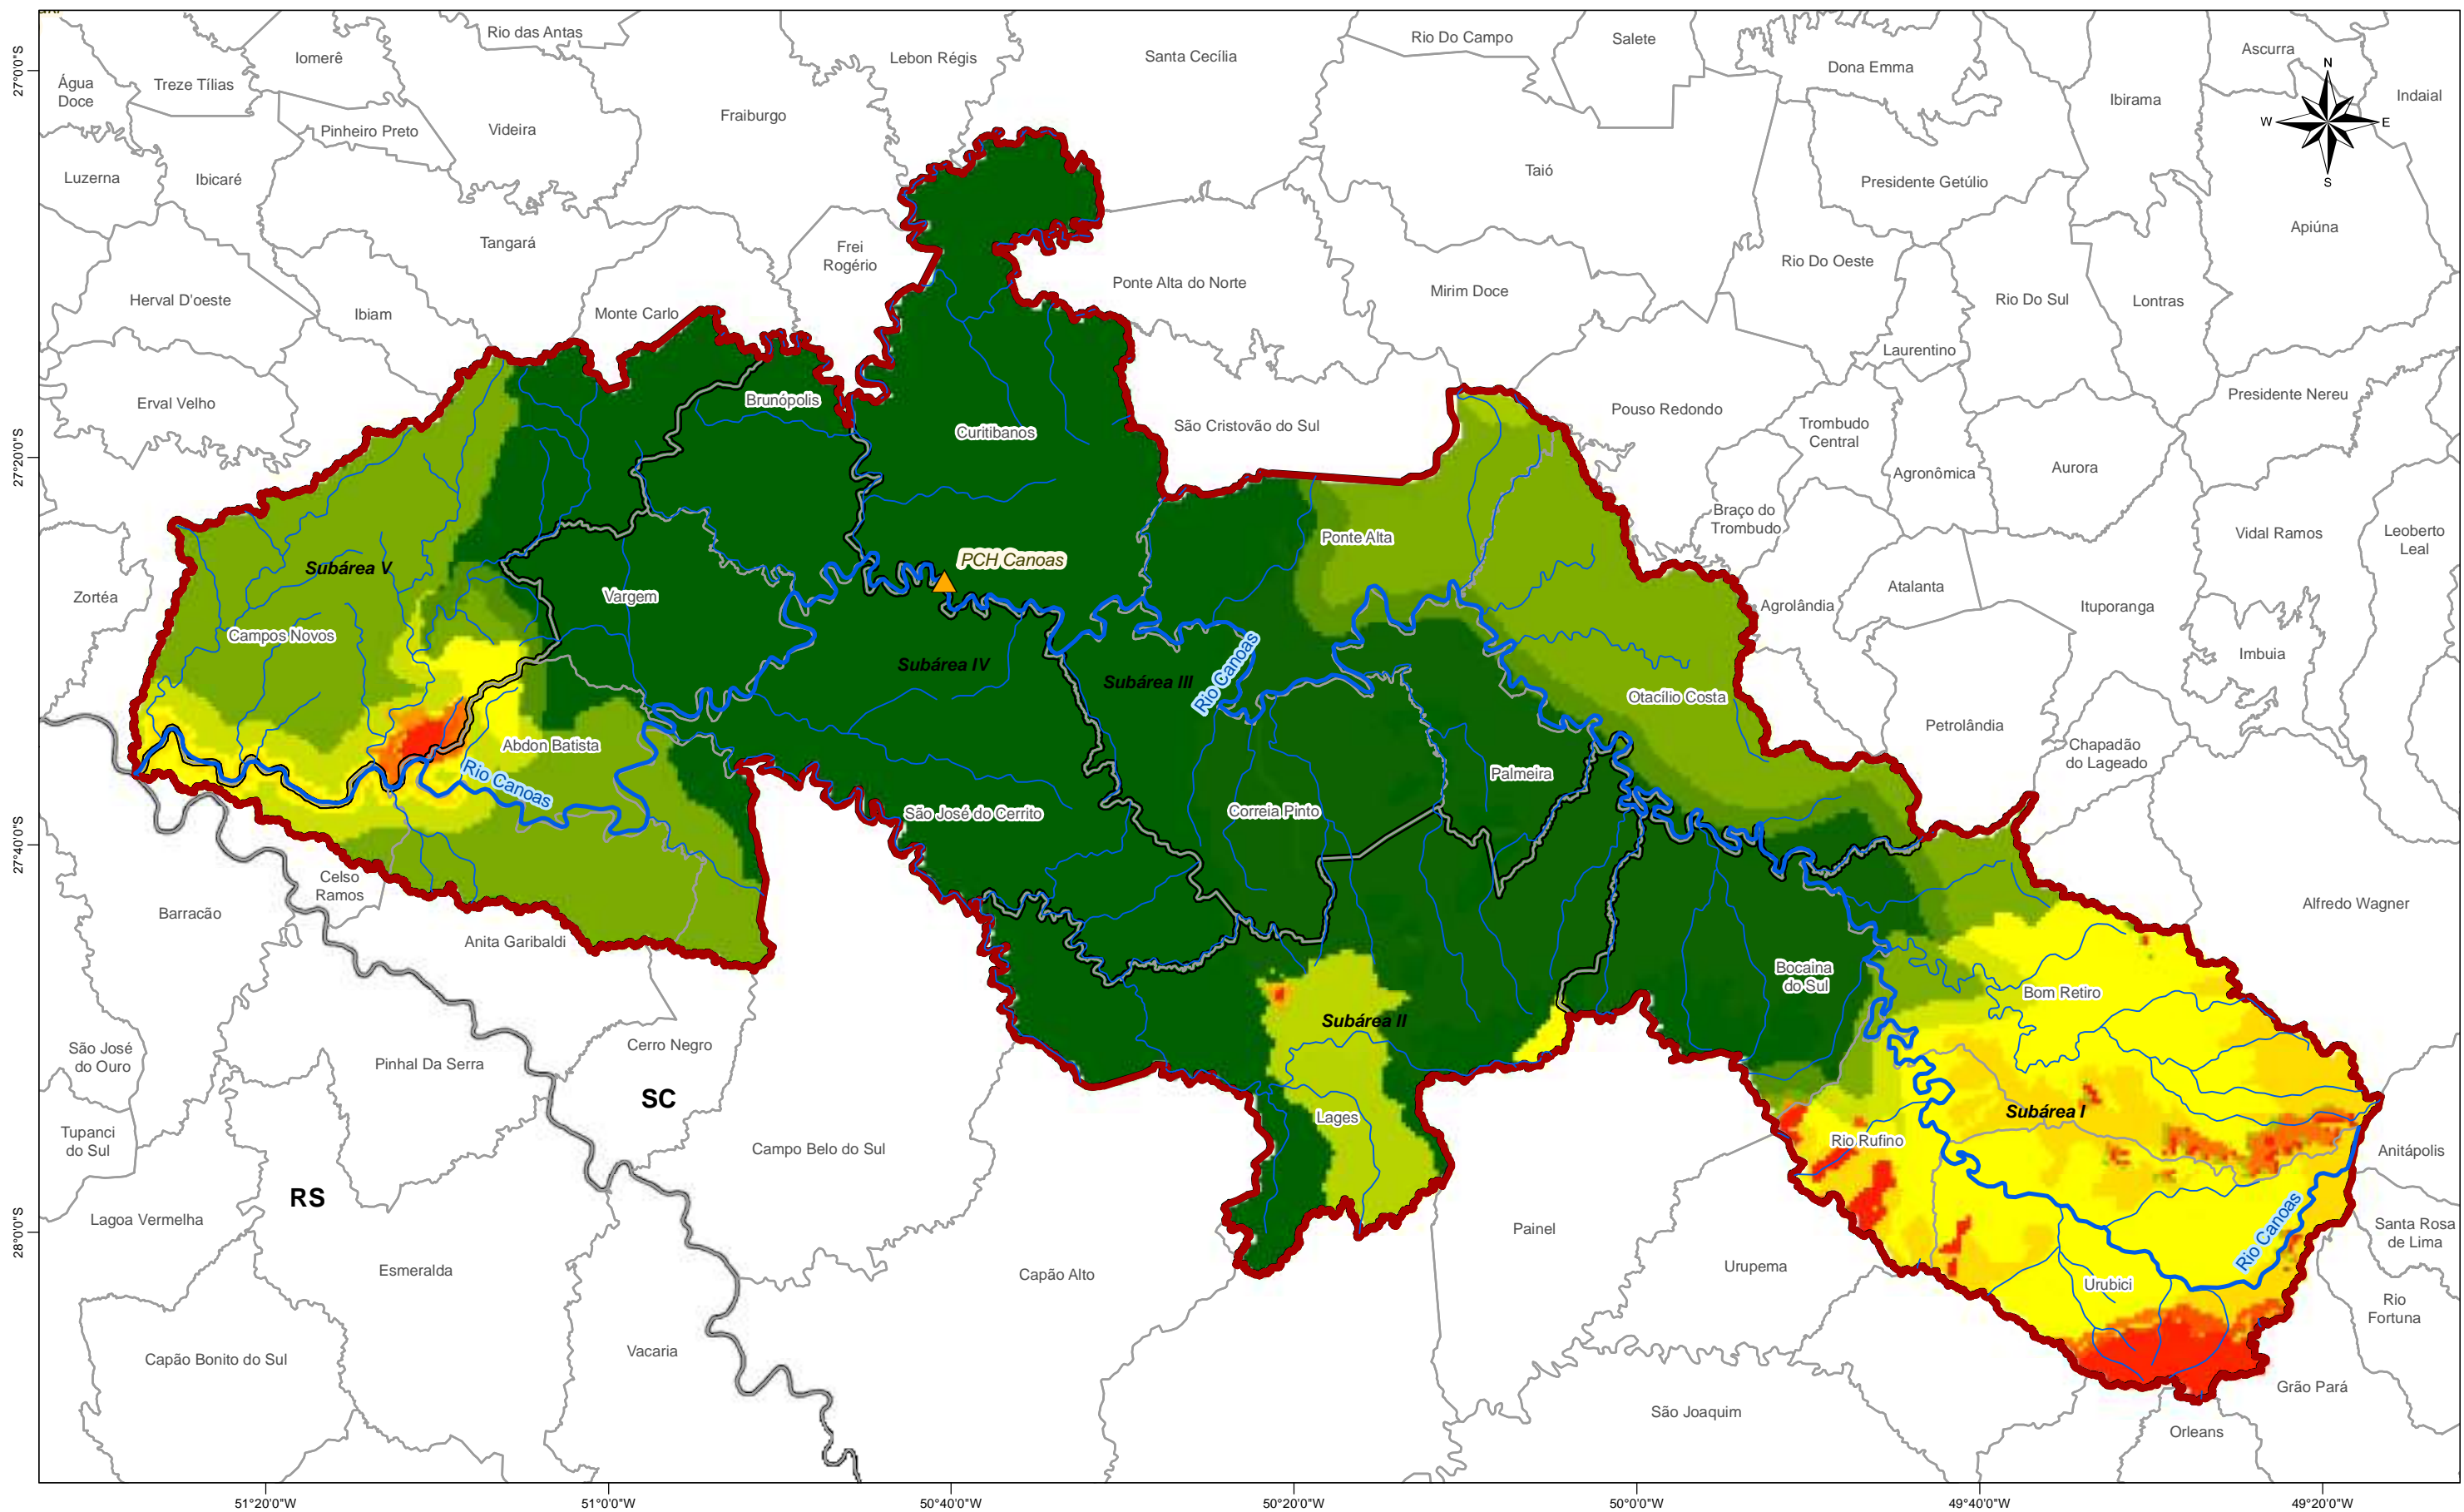 Rio das Antas
Iomerê
Lebon Régis
Santa Cecília
Rio Do Campo
Salete
Ascurra
27°0'0"S
Água
Doce
Treze Tílias
Dona Emma
N
Indaial
Ibirama
W
E
S
Pinheiro Preto
Videira
Fraiburgo
Luzerna
Ibicaré
Taió
Presidente Getúlio
Apiúna
Tangará
Frei
Rogério
Rio Do Oeste
Herval D'oeste
Ibiam
Monte Carlo
Ponte Alta do Norte
Mirim Doce
Rio Do Sul
Lontras
Laurentino
Erval Velho
Brunópolis
Curitibanos
São Cristovão do Sul
Pouso Redondo
Trombudo
Central
Presidente Nereu
27°20'0"S
Agronômica
Aurora
Braço do
Trombudo
Vidal Ramos
Leoberto
Leal
Ponte Alta
PCH Canoas
Subárea V
Zortéa
Vargem
Agrolândia
Atalanta
Ituporanga
Campos Novos
Imbuia
Subárea IV
Subárea III
Rio Canoas
Otacílio Costa
Petrolândia
Chapadão
do Lageado
Abdon Batista
Rio Canoas
Palmeira
São José do Cerrito
Correia Pinto
27°40'0"S
Celso
Ramos
Barracão
Anita Garibaldi
Alfredo Wagner
Bocaina
do Sul
Bom Retiro
Subárea II
São José
do Ouro
Pinhal Da Serra
Cerro Negro
SC
Lages
Subárea I
Tupanci
do Sul
Campo Belo do Sul
Rio Rufino
Anitápolis
RS
Lagoa Vermelha
Painel
Rio Canoas
Santa Rosa
de Lima
28°0'0"S
Esmeralda
Capão Alto
Urupema
Urubici
Rio
Fortuna
Capão Bonito do Sul
Vacaria
Grão Pará
São Joaquim
Orleans
51°20'0"W
51°0'0"W
50°40'0"W
50°20'0"W
50°0'0"W
49°40'0"W
49°20'0"W